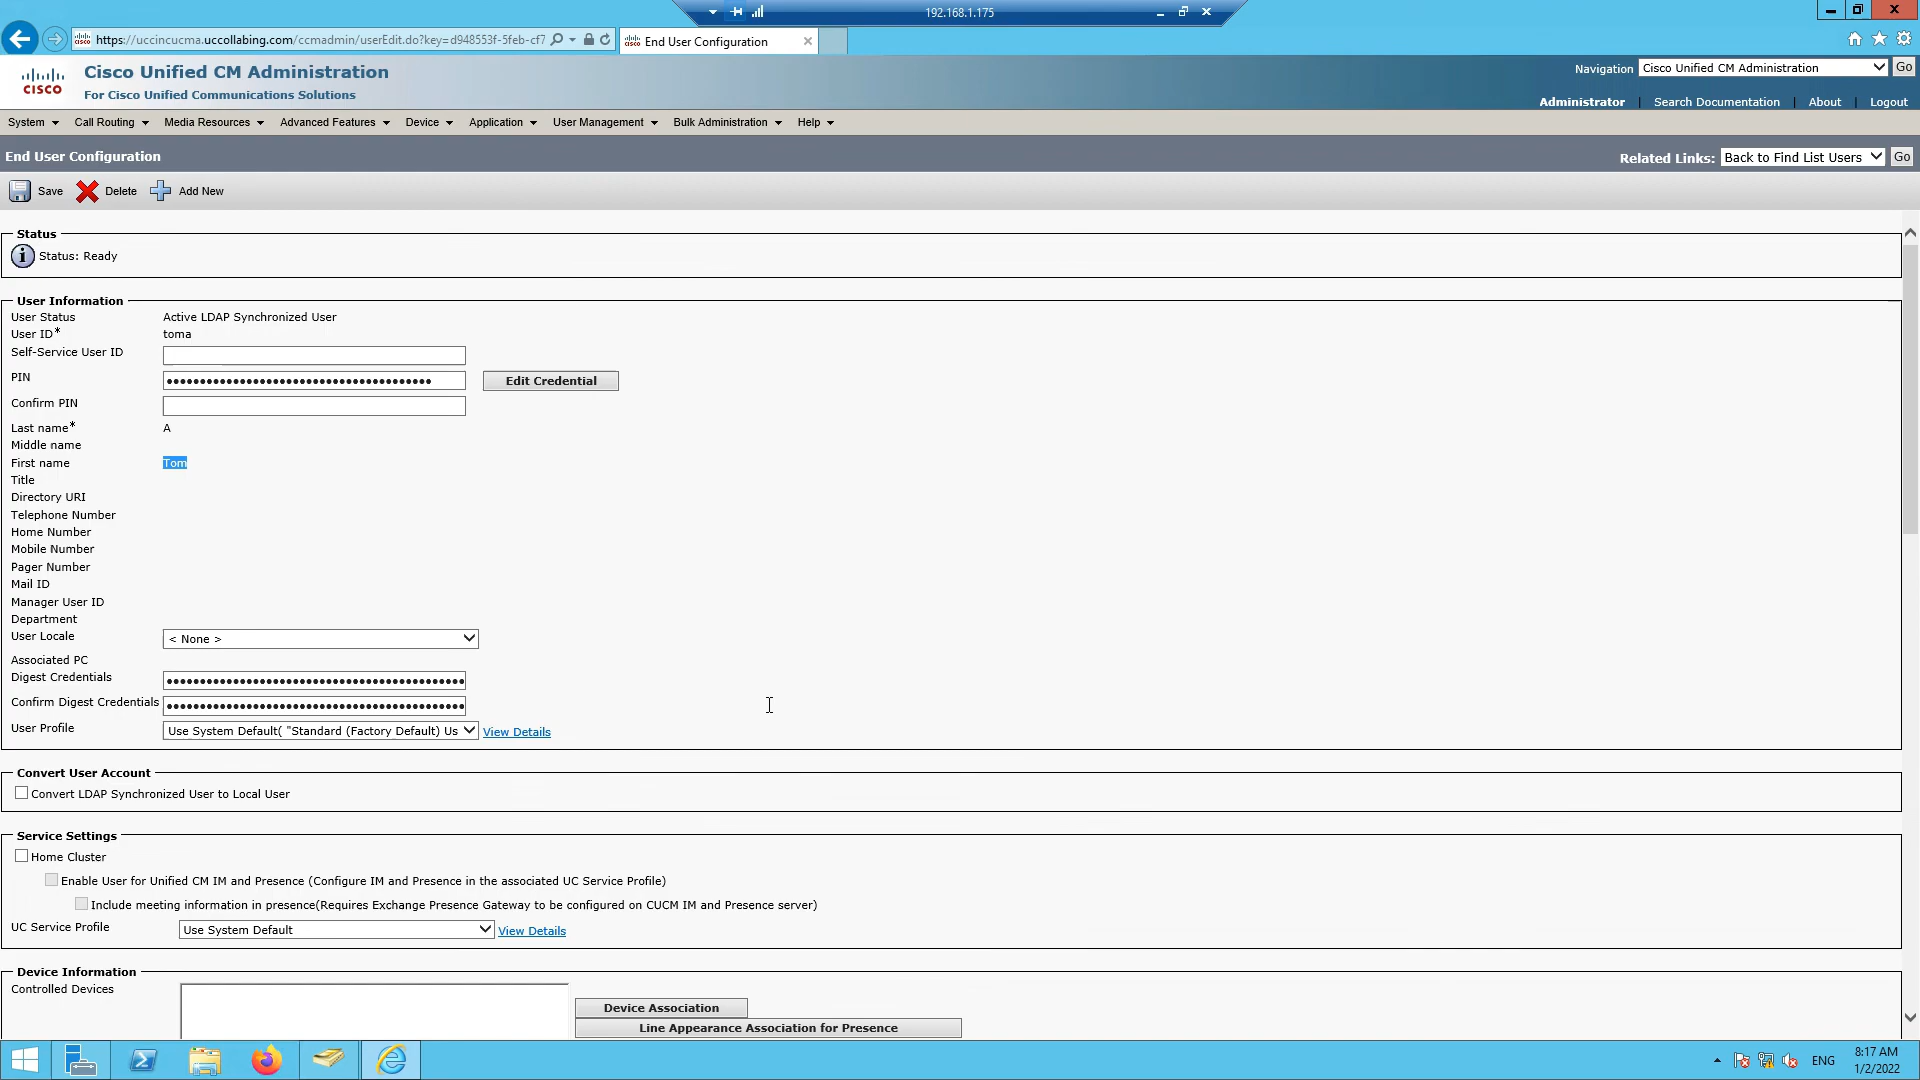 192.168.1.175
https://uccincucma.uccollabing.com/ccmadmin/userEdit.do?key=d948553f-5feb-cf7
End User Configuration
CISCO
Cisco Unified CM Administration
For Cisco Unified Communications Solutions
Navigation Cisco Unified CM Administration Go
Administrator | Search Documentation | About | Logout
System Call Routing Media Resources Advanced Features Device Application User Management Bulk Administration Help
End User Configuration
Related Links: Back to Find List Users Go
Save Delete Add New
Status
Status: Ready
User Information
User Status Active LDAP Synchronized User
User ID* toma
Self-Service User ID
PIN •••••••••••••••••••••••••••••••••••••••• Edit Credential
Confirm PIN
Last name* A
Middle name
First name Tom
Title
Directory URI
Telephone Number
Home Number
Mobile Number
Pager Number
Mail ID
Manager User ID
Department
User Locale < None >
Associated PC
Digest Credentials •••••••••••••••••••••••••••••••••••••••••••••
Confirm Digest Credentials •••••••••••••••••••••••••••••••••••••••••••••
User Profile Use System Default( "Standard (Factory Default) Us View Details
Convert User Account
Convert LDAP Synchronized User to Local User
Service Settings
Home Cluster
Enable User for Unified CM IM and Presence (Configure IM and Presence in the associated UC Service Profile)
Include meeting information in presence(Requires Exchange Presence Gateway to be configured on CUCM IM and Presence server)
UC Service Profile Use System Default View Details
Device Information
Controlled Devices
Device Association
Line Appearance Association for Presence
ENG
8:17 AM
1/2/2022